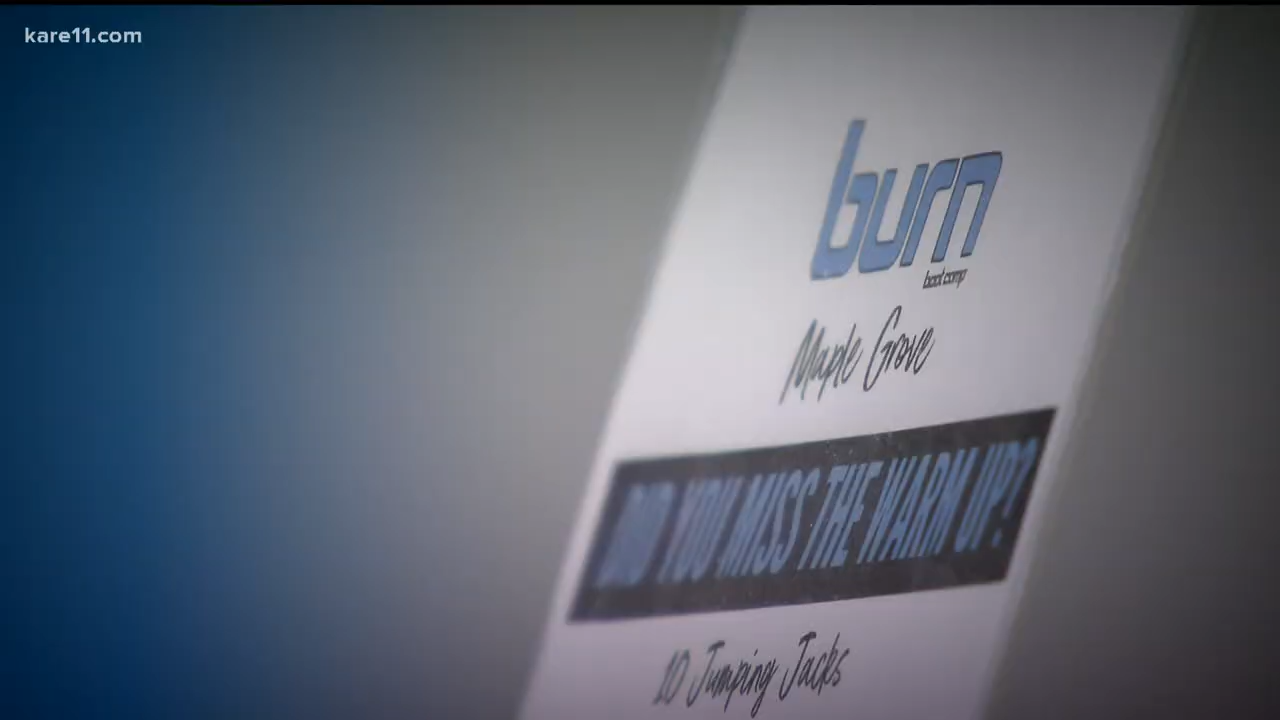 kare11.com
burn
boot camp
Maple Grove
DID YOU MISS THE WARM UP?
10 Jumping Jacks